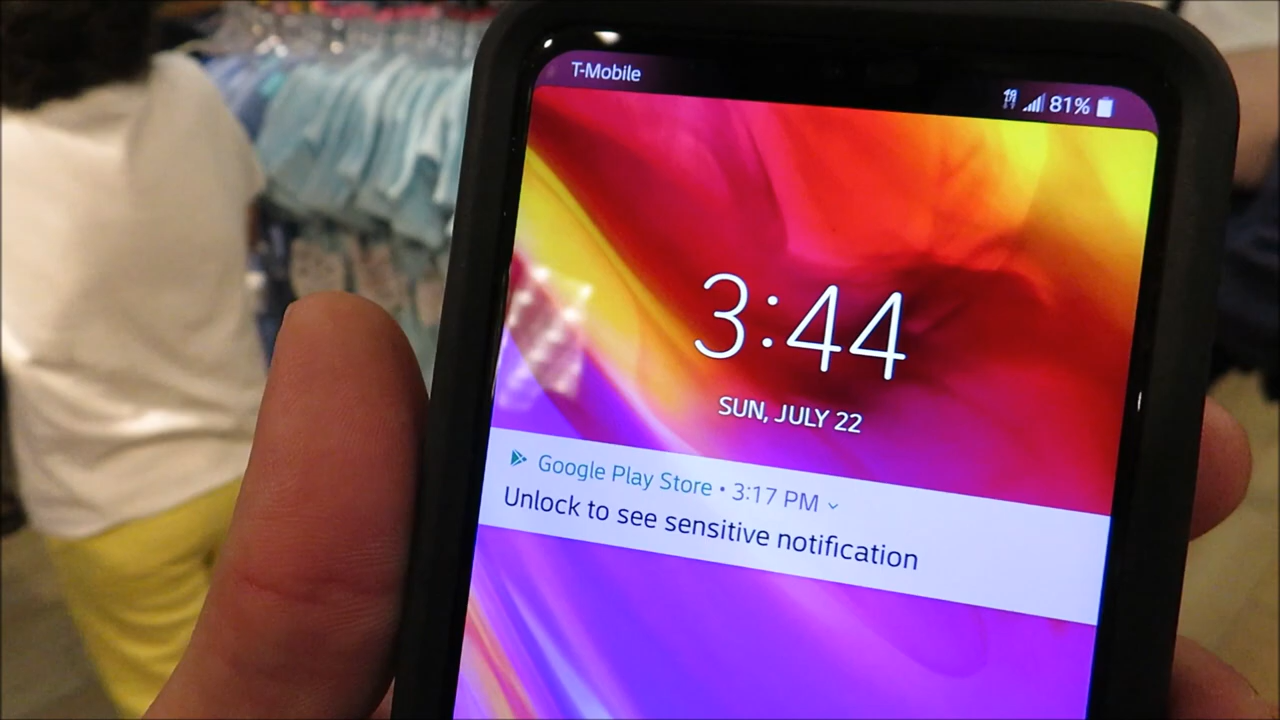 T-Mobile
81%
3:44
SUN, JULY 22
Google Play Store • 3:17 PM
Unlock to see sensitive notification